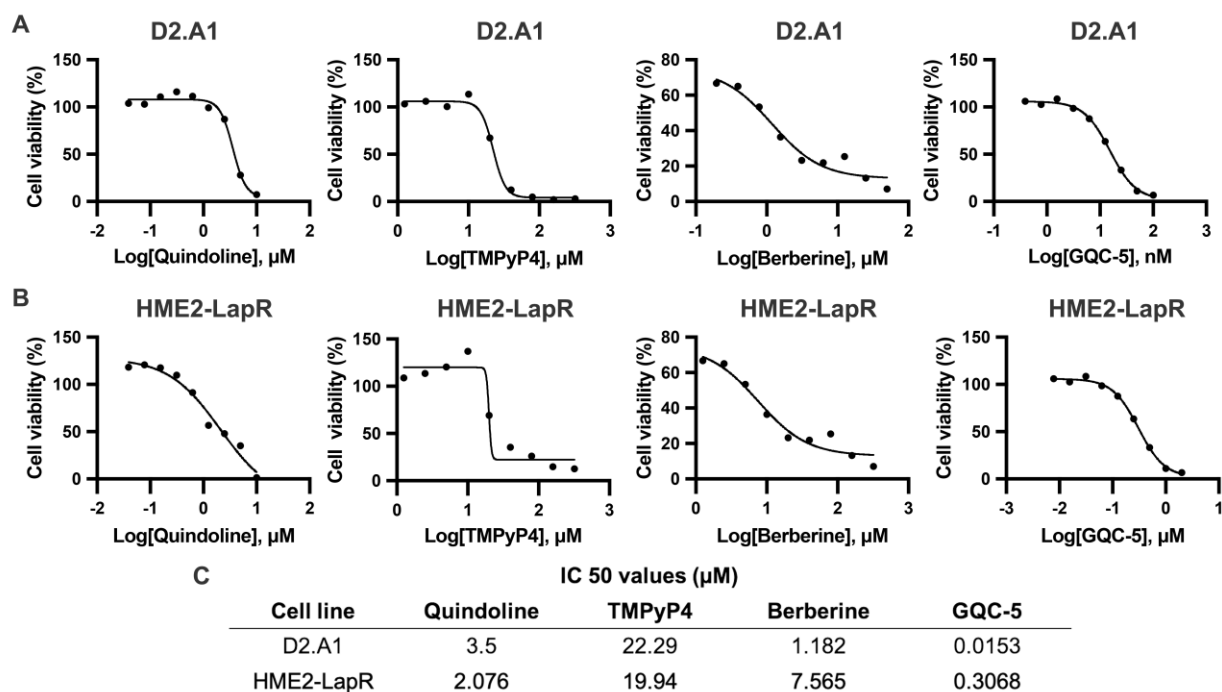 A
D2.A1 D2.A1 D2.A1 D2.A1
Cell viability (%) Cell viability (%) Cell viability (%) Cell viability (%)
150 150 80 150
100 100 60 100
50 50 40 50
0 0 20 0
0
-2 -1 0 1 2 0 1 2 3 -1 0 1 2 -1 0 1 2 3
Log[Quindoline], µM Log[TMPyP4], µM Log[Berberine], µM Log[GQC-5], nM
B
HME2-LapR HME2-LapR HME2-LapR HME2-LapR
Cell viability (%) Cell viability (%) Cell viability (%) Cell viability (%)
150 150 80 150
100 100 60 100
50 50 40 50
0 0 20 0
0
-2 -1 0 1 2 0 1 2 3 0 1 2 3 -3 -2 -1 0 1
Log[Quindoline], µM Log[TMPyP4], µM Log[Berberine], µM Log[GQC-5], µM
C
IC 50 values (µM)
Cell line Quindoline TMPyP4 Berberine GQC-5
D2.A1 3.5 22.29 1.182 0.0153
HME2-LapR 2.076 19.94 7.565 0.3068